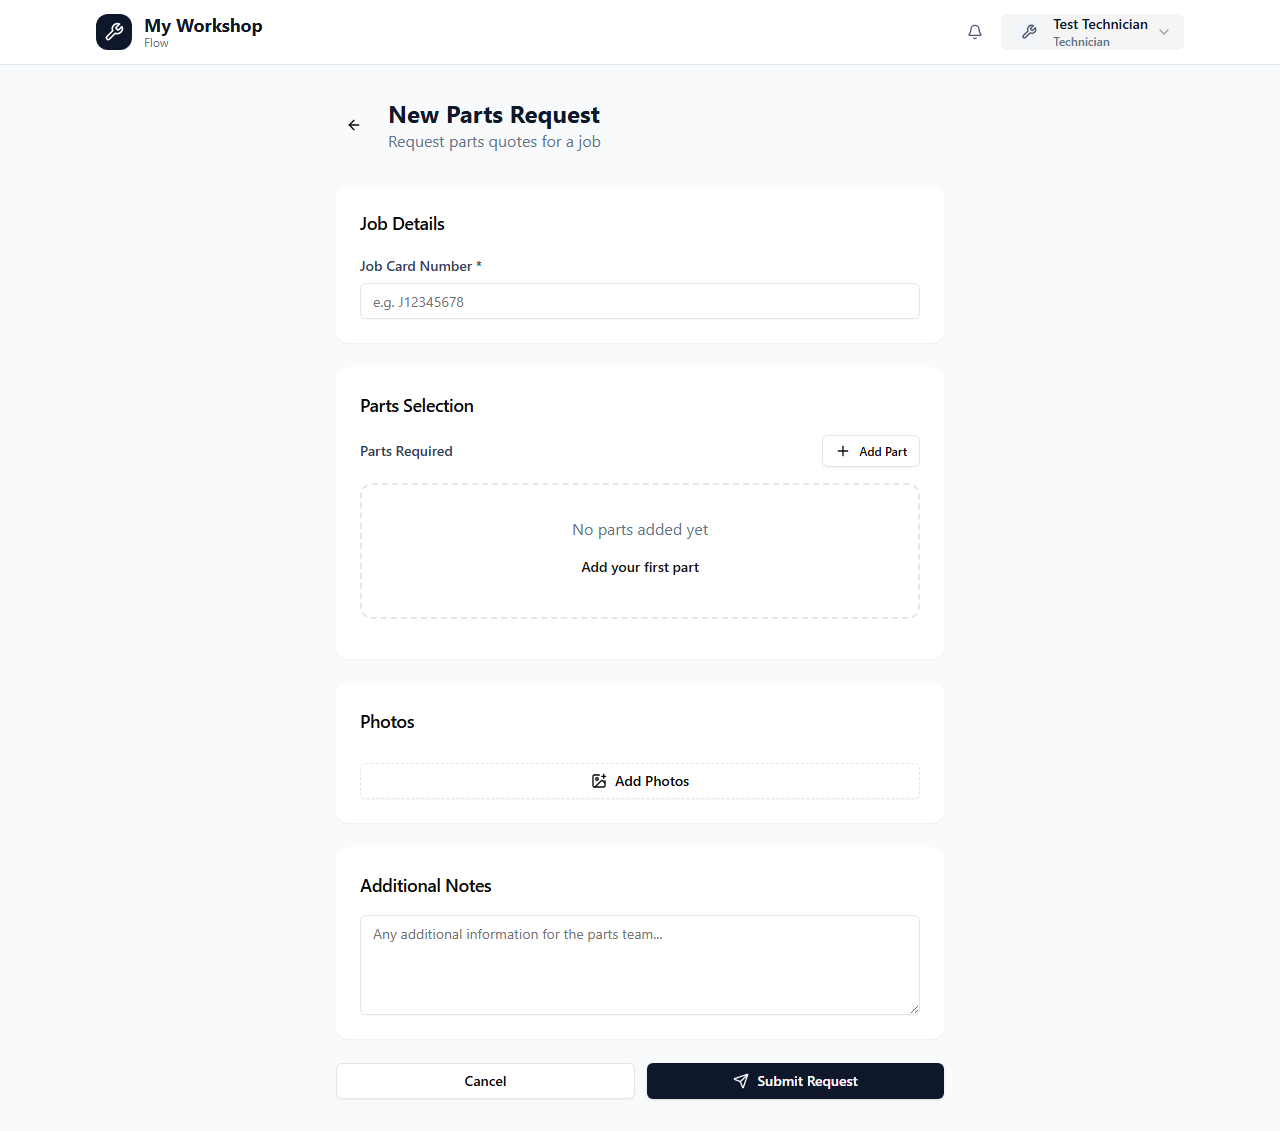 My Workshop
Flow
Test Technician
Technician
New Parts Request
Request parts quotes for a job
Job Details
Job Card Number *
e.g. J12345678
Parts Selection
Parts Required
Add Part
No parts added yet
Add your first part
Photos
Add Photos
Additional Notes
Any additional information for the parts team...
Cancel
Submit Request